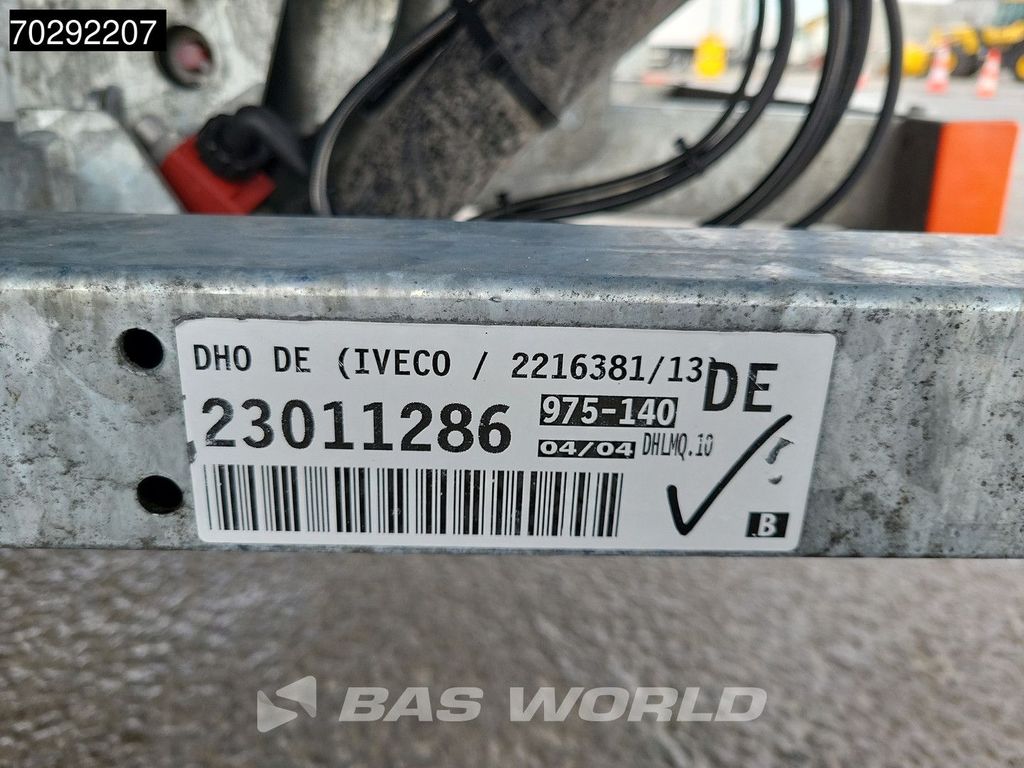 70292207
DHO DE (IVECO / 2216381/13)
DE
23011286
975-140
04/04 DHLMQ.10
B
BAS WORLD